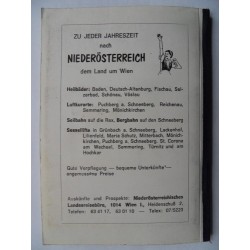 ZU JEDER JAHRESZEIT
nach
NIEDERÖSTERREICH
dem Land um Wien
Heilbäder: Baden, Deutsch-Altenburg, Fischau, Sal-
zerbad, Schönau, Vöslau
Luftkurorte: Puchberg a. Schneeberg, Reichenau,
Semmering, Mönichkirchen
Seilbahn auf die Rax, Bergbahn auf den Schneeberg
Sessellifte in Grünbach a. Schneeberg, Lackenhof,
Lilienfeld, Maria Schutz, Mitterbach, Mönichkirchen,
Puchberg a. Schneeberg, St. Corona
am Wechsel, Semmering, Türnitz und am
Hochkar
Gute Verpflegung — bequeme Unterkünfte
angemessene Preise
Auskünfte und Prospekte: Niederösterreichisches
Landesreisebüro, 1014 Wien I., Heidenschuß 2,
Telefon: